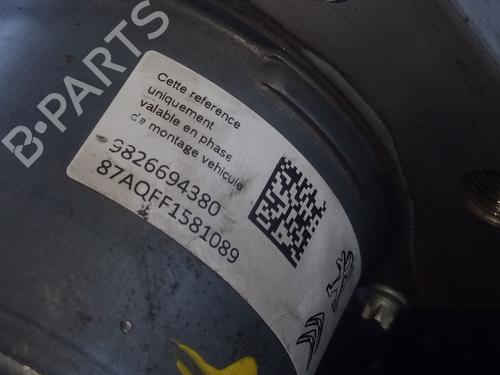 B-PARTS
Cette reference
uniquement
valable en phase
de montage vehicule
9826694380
87AQFF1581089